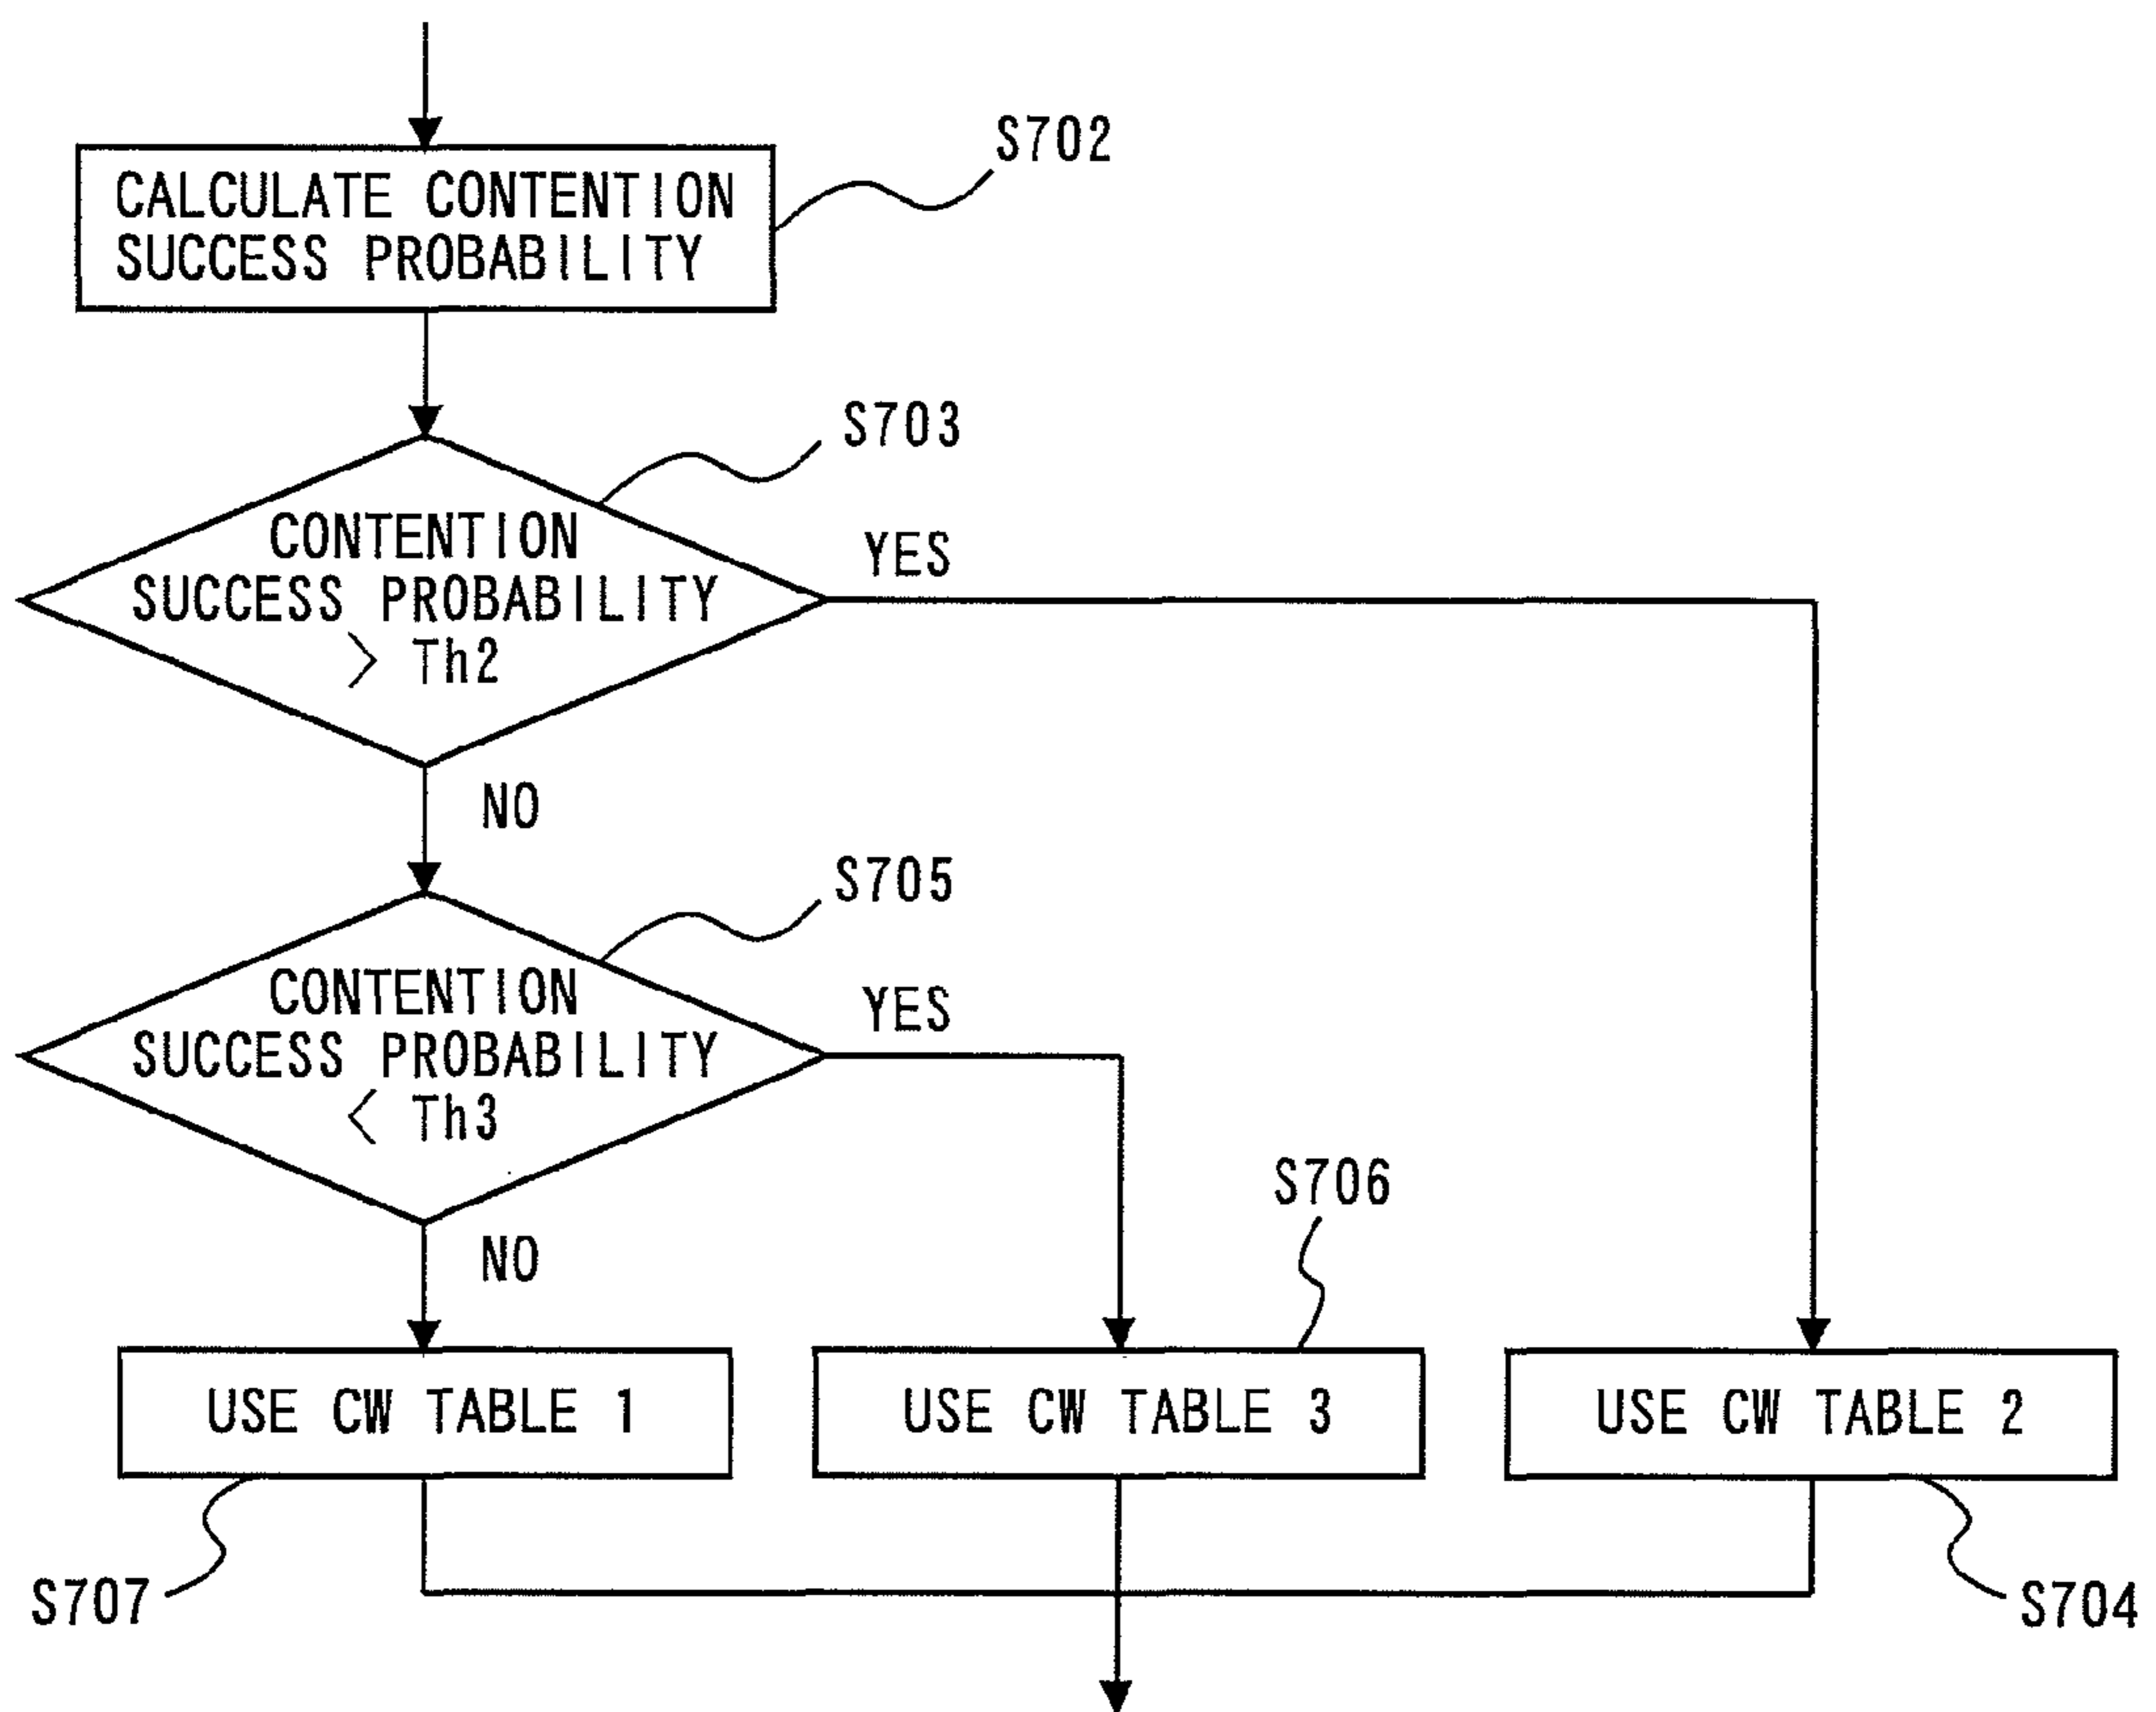 S702
CALCULATE CONTENTION
SUCCESS PROBABILITY
S703
CONTENTION
SUCCESS PROBABILITY
> Th2
YES
NO
S705
CONTENTION
SUCCESS PROBABILITY
< Th3
YES
NO
S706
USE CW TABLE 1
USE CW TABLE 3
USE CW TABLE 2
S707
S704